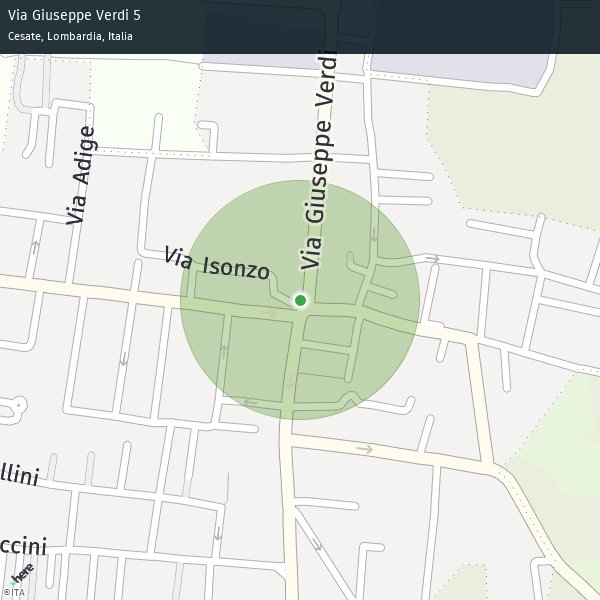 Via Giuseppe Verdi 5
Cesate, Lombardia, Italia
Via Giuseppe Verdi
Via Adige
Via Isonzo
llini
ccini
here
©ITA